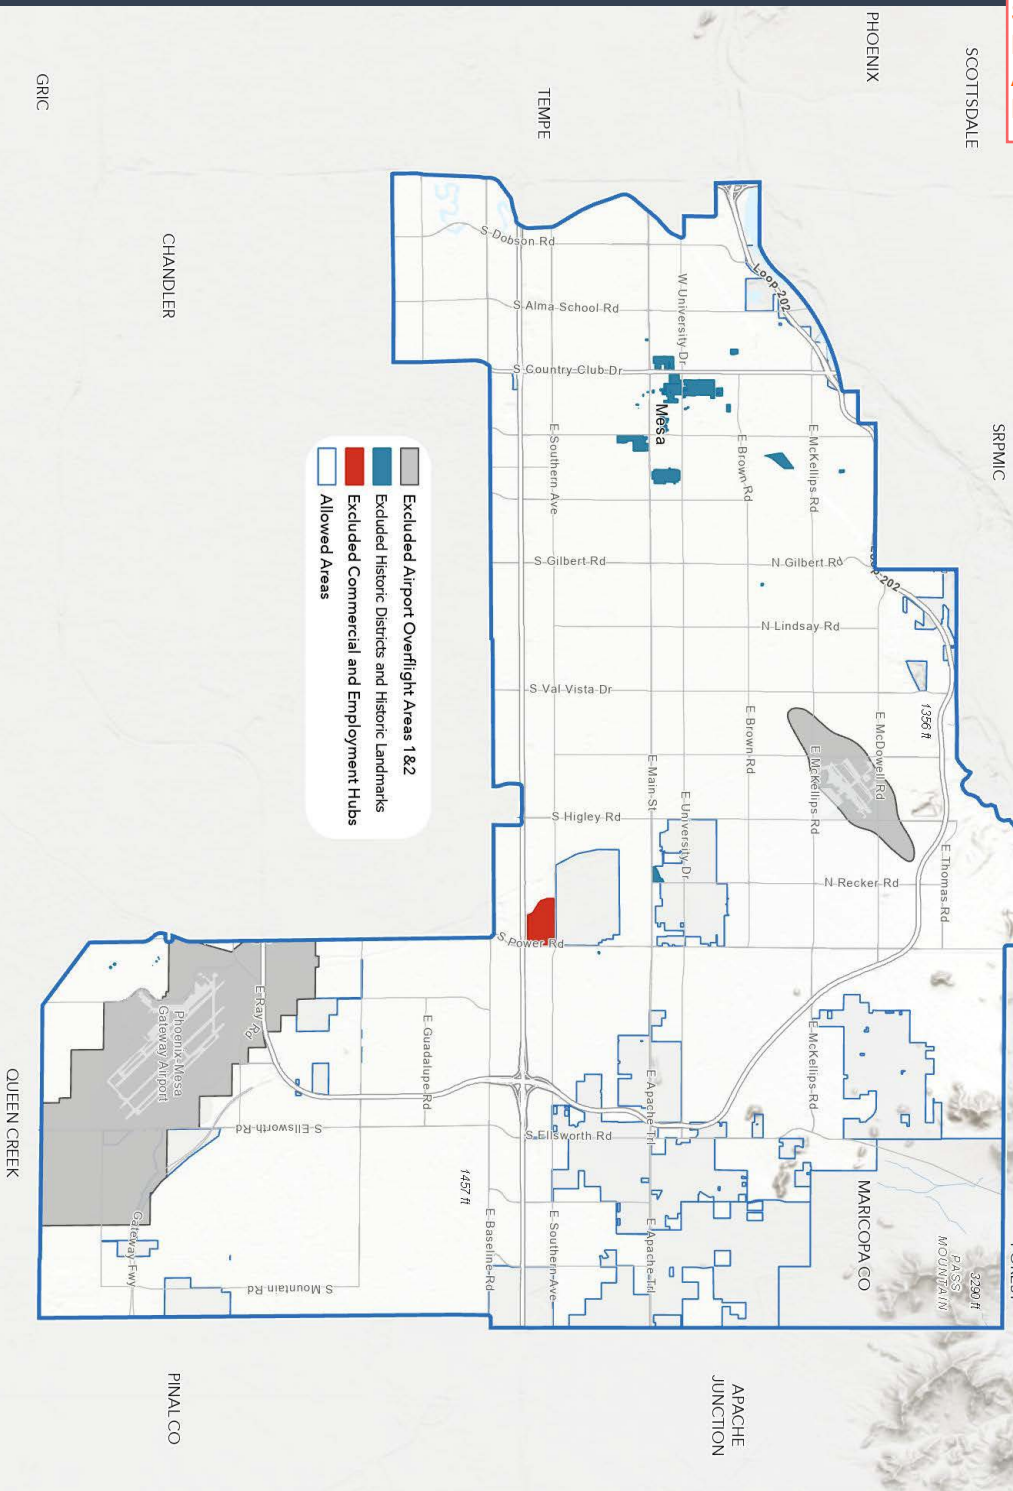 PHOENIX
SCOTTSDALE
GRIC
TEMPE
CHANDLER
SRPMIC
S Dobson Rd
Loop 202
W University Dr
S Alma School Rd
S Country Club Dr
Mesa
E Southern Ave
E Brown Rd
E McKellips Rd
S Gilbert Rd
N Gilbert Rd
202
N Lindsay Rd
S Val Vista Dr
1356 ft
E Brown Rd
E McKellips Rd
E McDowell Rd
E Main St
E University Dr
S Higley Rd
E Thomas Rd
N Recker Rd
S Power Rd
Excluded Airport Overflight Areas 1&2
Excluded Historic Districts and Historic Landmarks
Excluded Commercial and Employment Hubs
Allowed Areas
E Ray Rd
Phoenix-Mesa
Gateway Airport
E Guadalupe Rd
E McKellips Rd
E Apache Trl
S Ellsworth Rd
S Ellsworth Rd
QUEEN CREEK
1457 ft
MARICOPA CO
Gateway Fwy
E Baseline Rd
E Southern Ave
E Apache Trl
S Mountain Rd
PASS
MOUNTAIN
3290 ft
PINAL CO
APACHE
JUNCTION